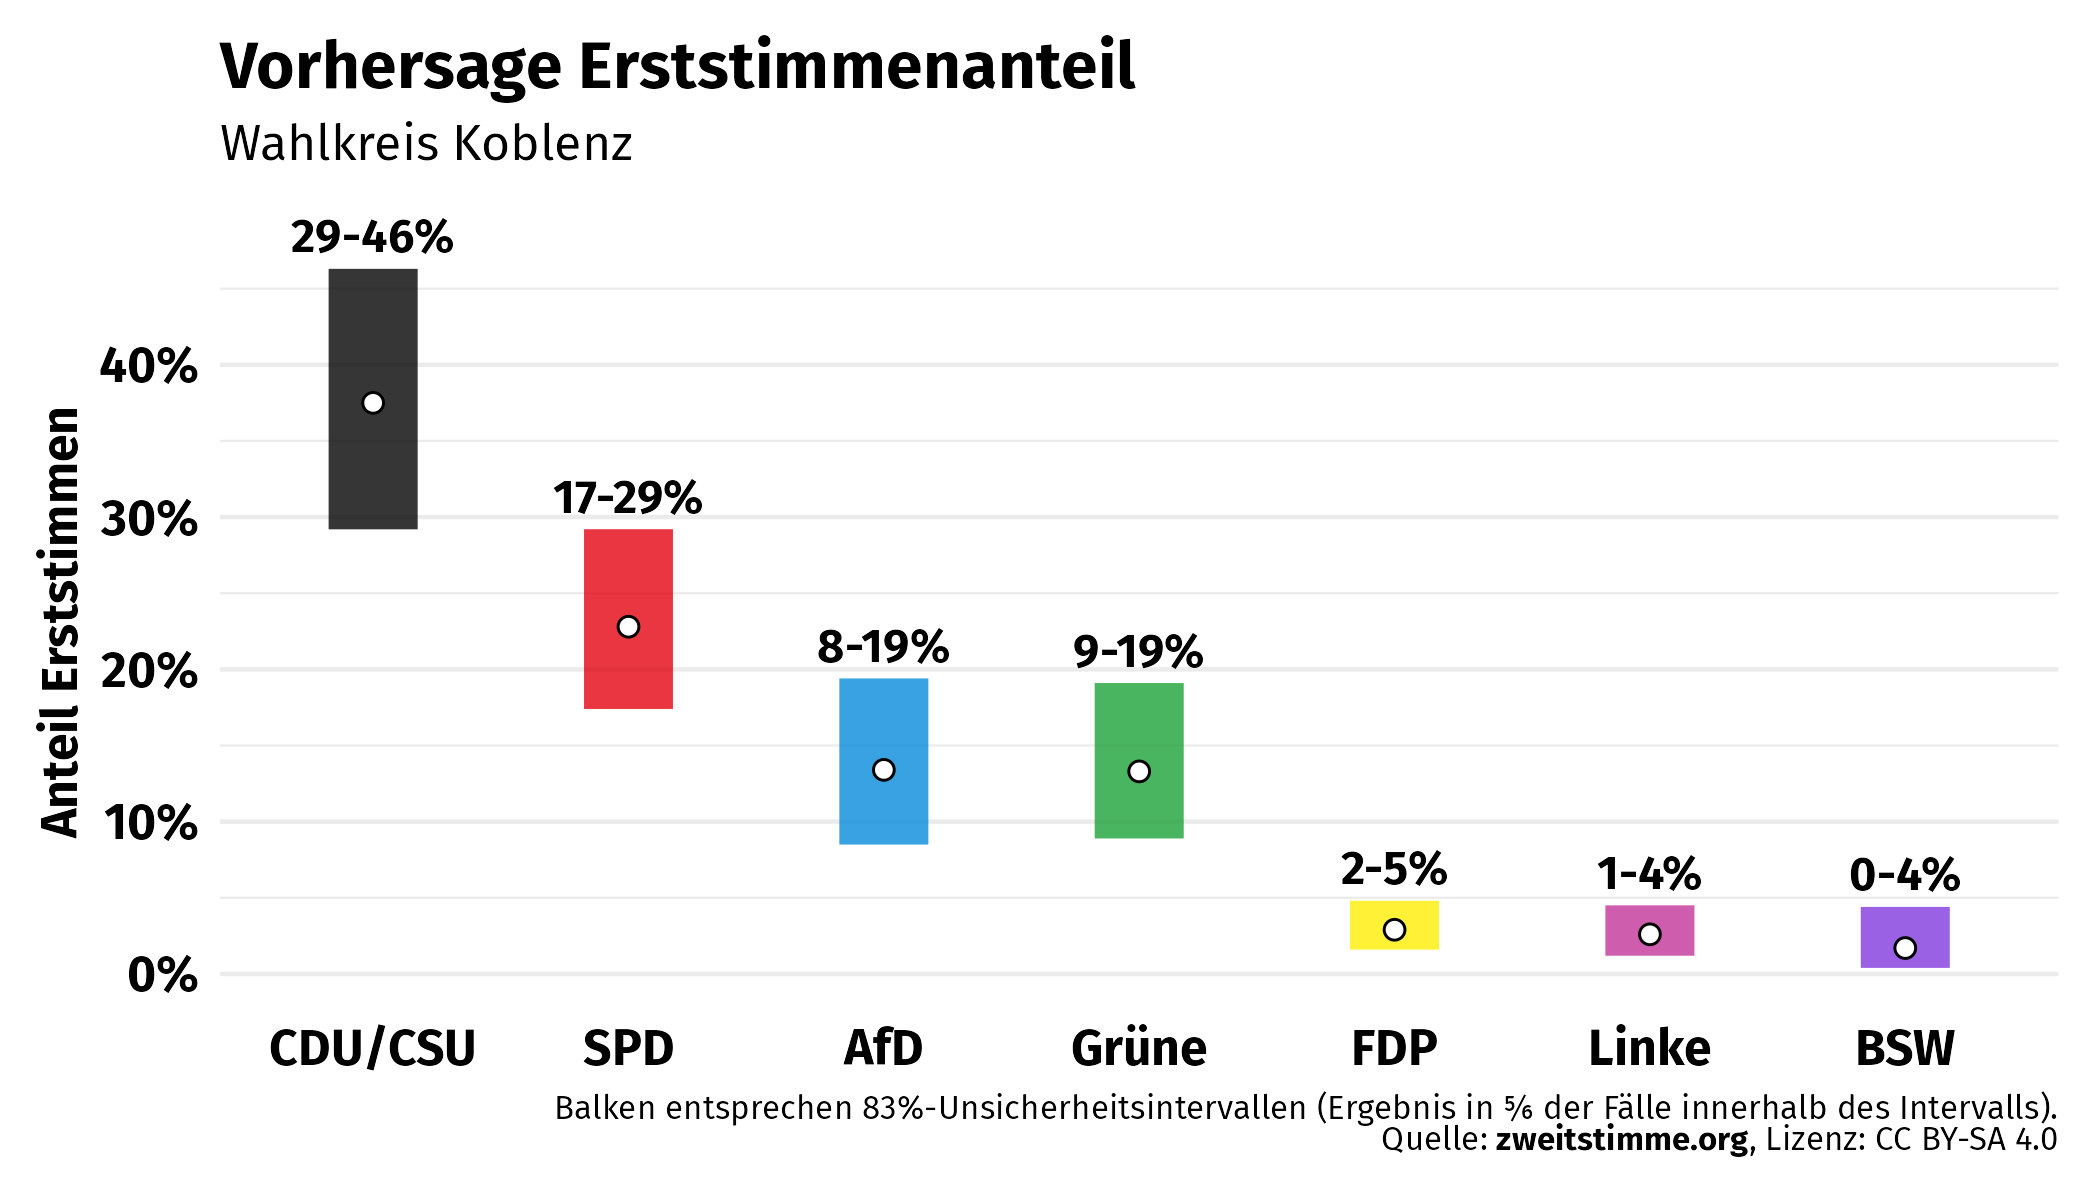 Vorhersage Erststimmenanteil
Wahlkreis Koblenz
29-46%
17-29%
8-19%
9-19%
2-5%
1-4%
0-4%
Anteil Erststimmen
40%
30%
20%
10%
0%
CDU/CSU
SPD
AfD
Grüne
FDP
Linke
BSW
Balken entsprechen 83%-Unsicherheitsintervallen (Ergebnis in ⅚ der Fälle innerhalb des Intervalls).
Quelle: zweitstimme.org, Lizenz: CC BY-SA 4.0